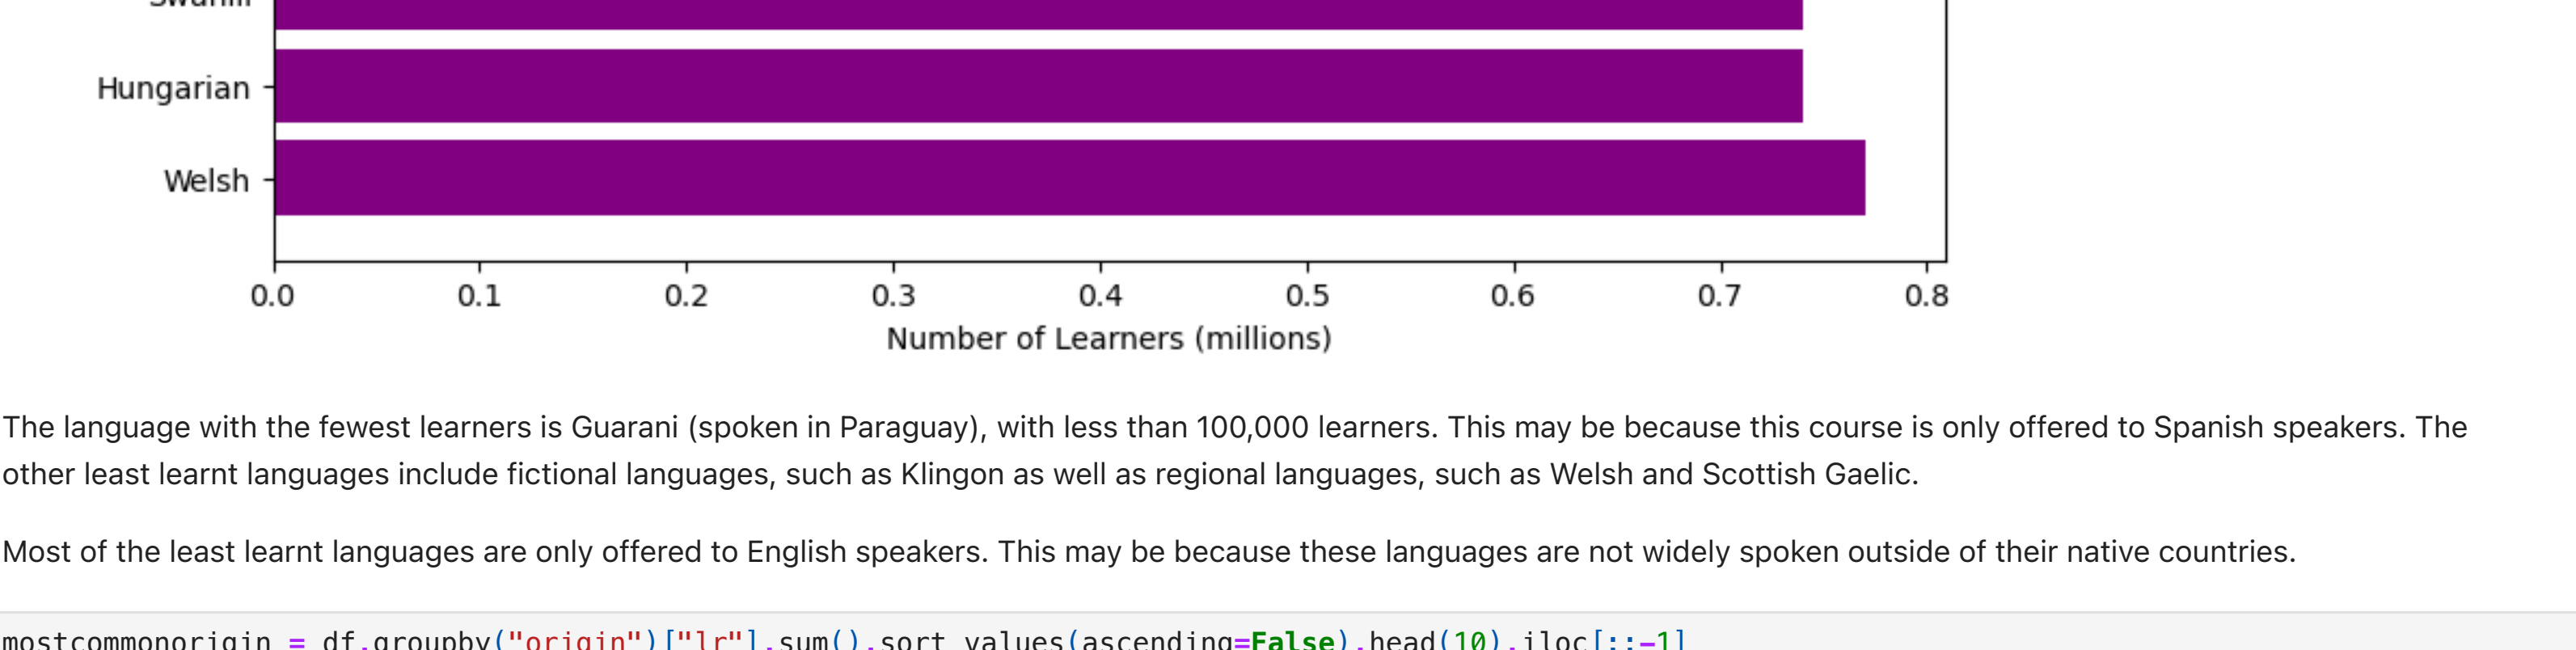 Swahili
Hungarian
Welsh
0.0 0.1 0.2 0.3 0.4 0.5 0.6 0.7 0.8
Number of Learners (millions)
The language with the fewest learners is Guarani (spoken in Paraguay), with less than 100,000 learners. This may be because this course is only offered to Spanish speakers. The
other least learnt languages include fictional languages, such as Klingon as well as regional languages, such as Welsh and Scottish Gaelic.
Most of the least learnt languages are only offered to English speakers. This may be because these languages are not widely spoken outside of their native countries.
mostcommonorigin = df.groupby("origin")["lr"].sum().sort_values(ascending=False).head(10).iloc[::-1]